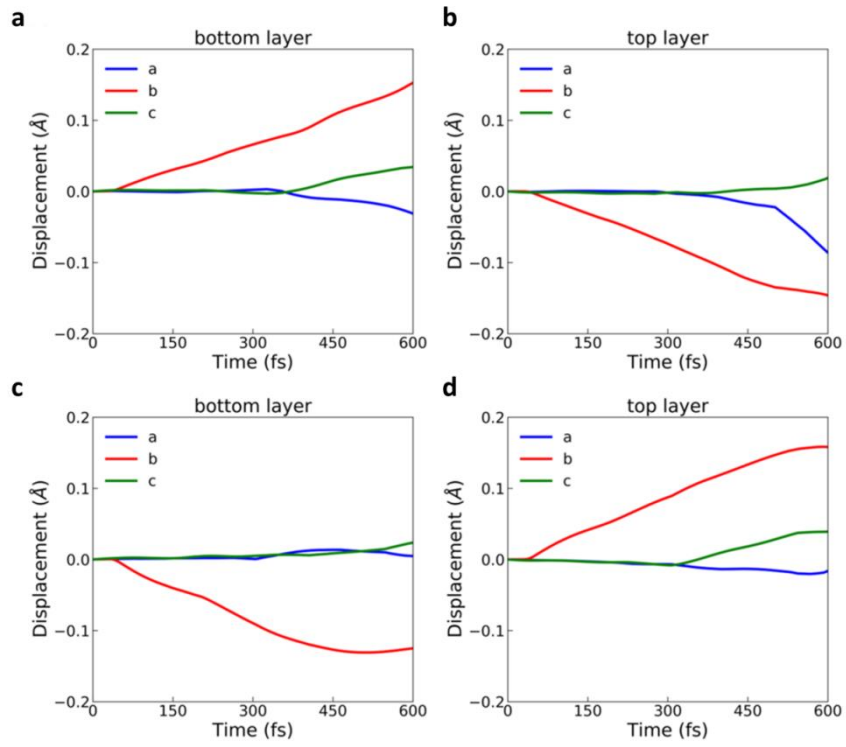 a
bottom layer
Displacement (Å)
0.2
0.1
0.0
−0.1
−0.2
a
b
c
0 150 300 450 600
Time (fs)
b
top layer
Displacement (Å)
0.2
0.1
0.0
−0.1
−0.2
a
b
c
0 150 300 450 600
Time (fs)
c
bottom layer
Displacement (Å)
0.2
0.1
0.0
−0.1
−0.2
a
b
c
0 150 300 450 600
Time (fs)
d
top layer
Displacement (Å)
0.2
0.1
0.0
−0.1
−0.2
a
b
c
0 150 300 450 600
Time (fs)